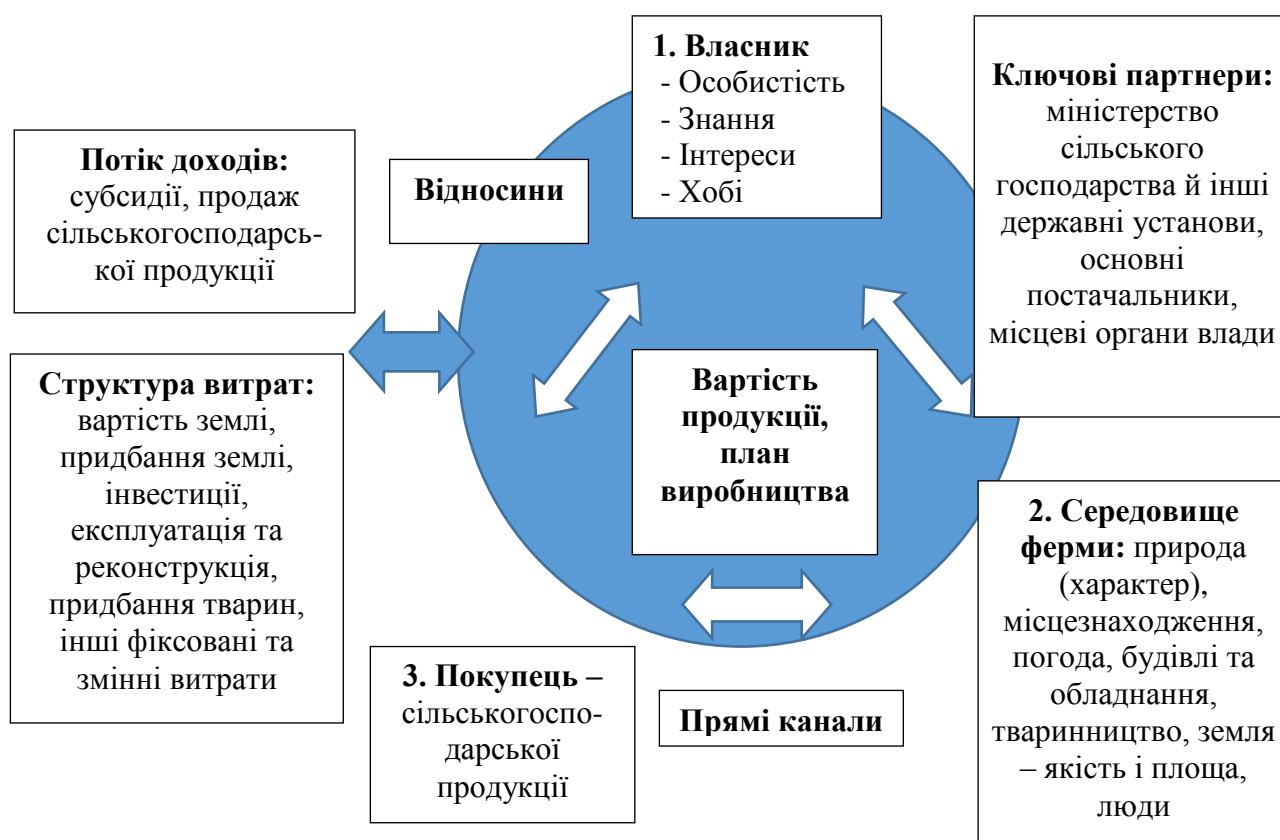 1. Власник
- Особистість
- Знання
- Інтереси
- Хобі
Ключові партнери:
міністерство
сільського
господарства й інші
державні установи,
основні
постачальники,
місцеві органи влади
Потік доходів:
субсидії, продаж
сільськогосподарсь-
кої продукції
Відносини
Структура витрат:
вартість землі,
придбання землі,
інвестиції,
експлуатація та
реконструкція,
придбання тварин,
інші фіксовані та
змінні витрати
Вартість
продукції,
план
виробництва
2. Середовище
ферми: природа
(характер),
місцезнаходження,
погода, будівлі та
обладнання,
тваринництво, земля
– якість і площа,
люди
3. Покупець –
сільськогоспо-
дарської
продукції
Прямі канали